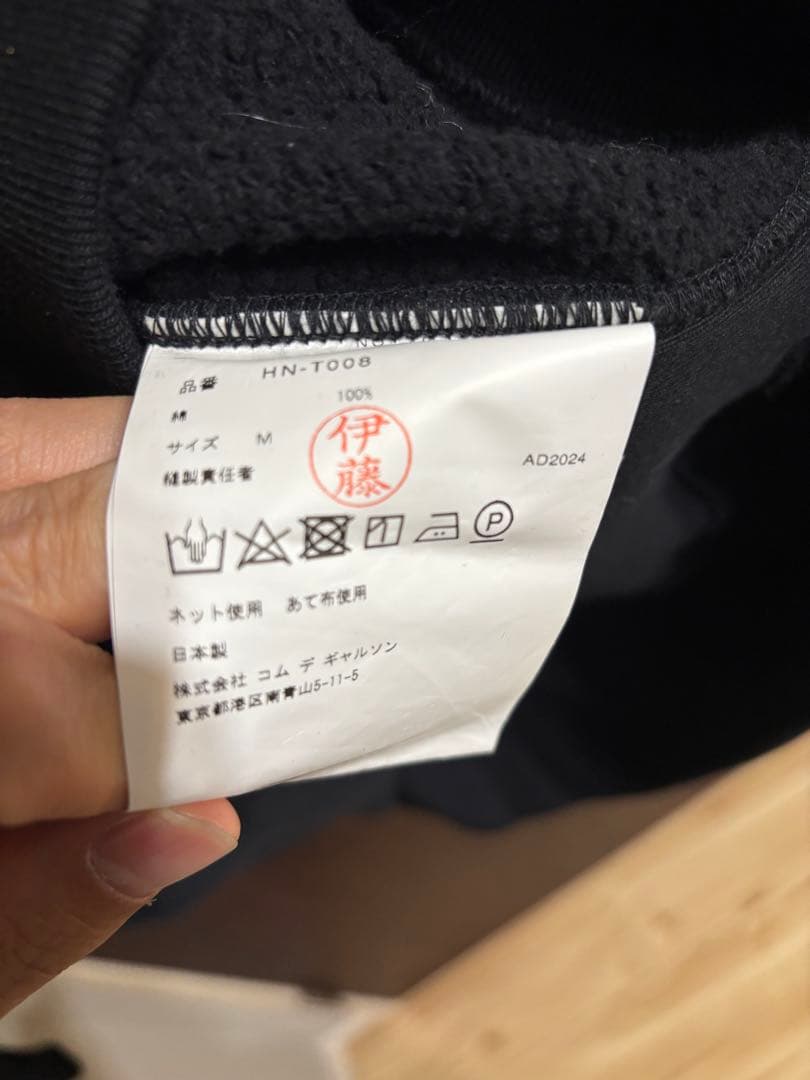 品番 HN-T008
綿 100%
サイズ M
縫製責任者 伊藤
AD2024
P
ネット使用 あて布使用
日本製
株式会社 コム デ ギャルソン
東京都港区南青山5-11-5